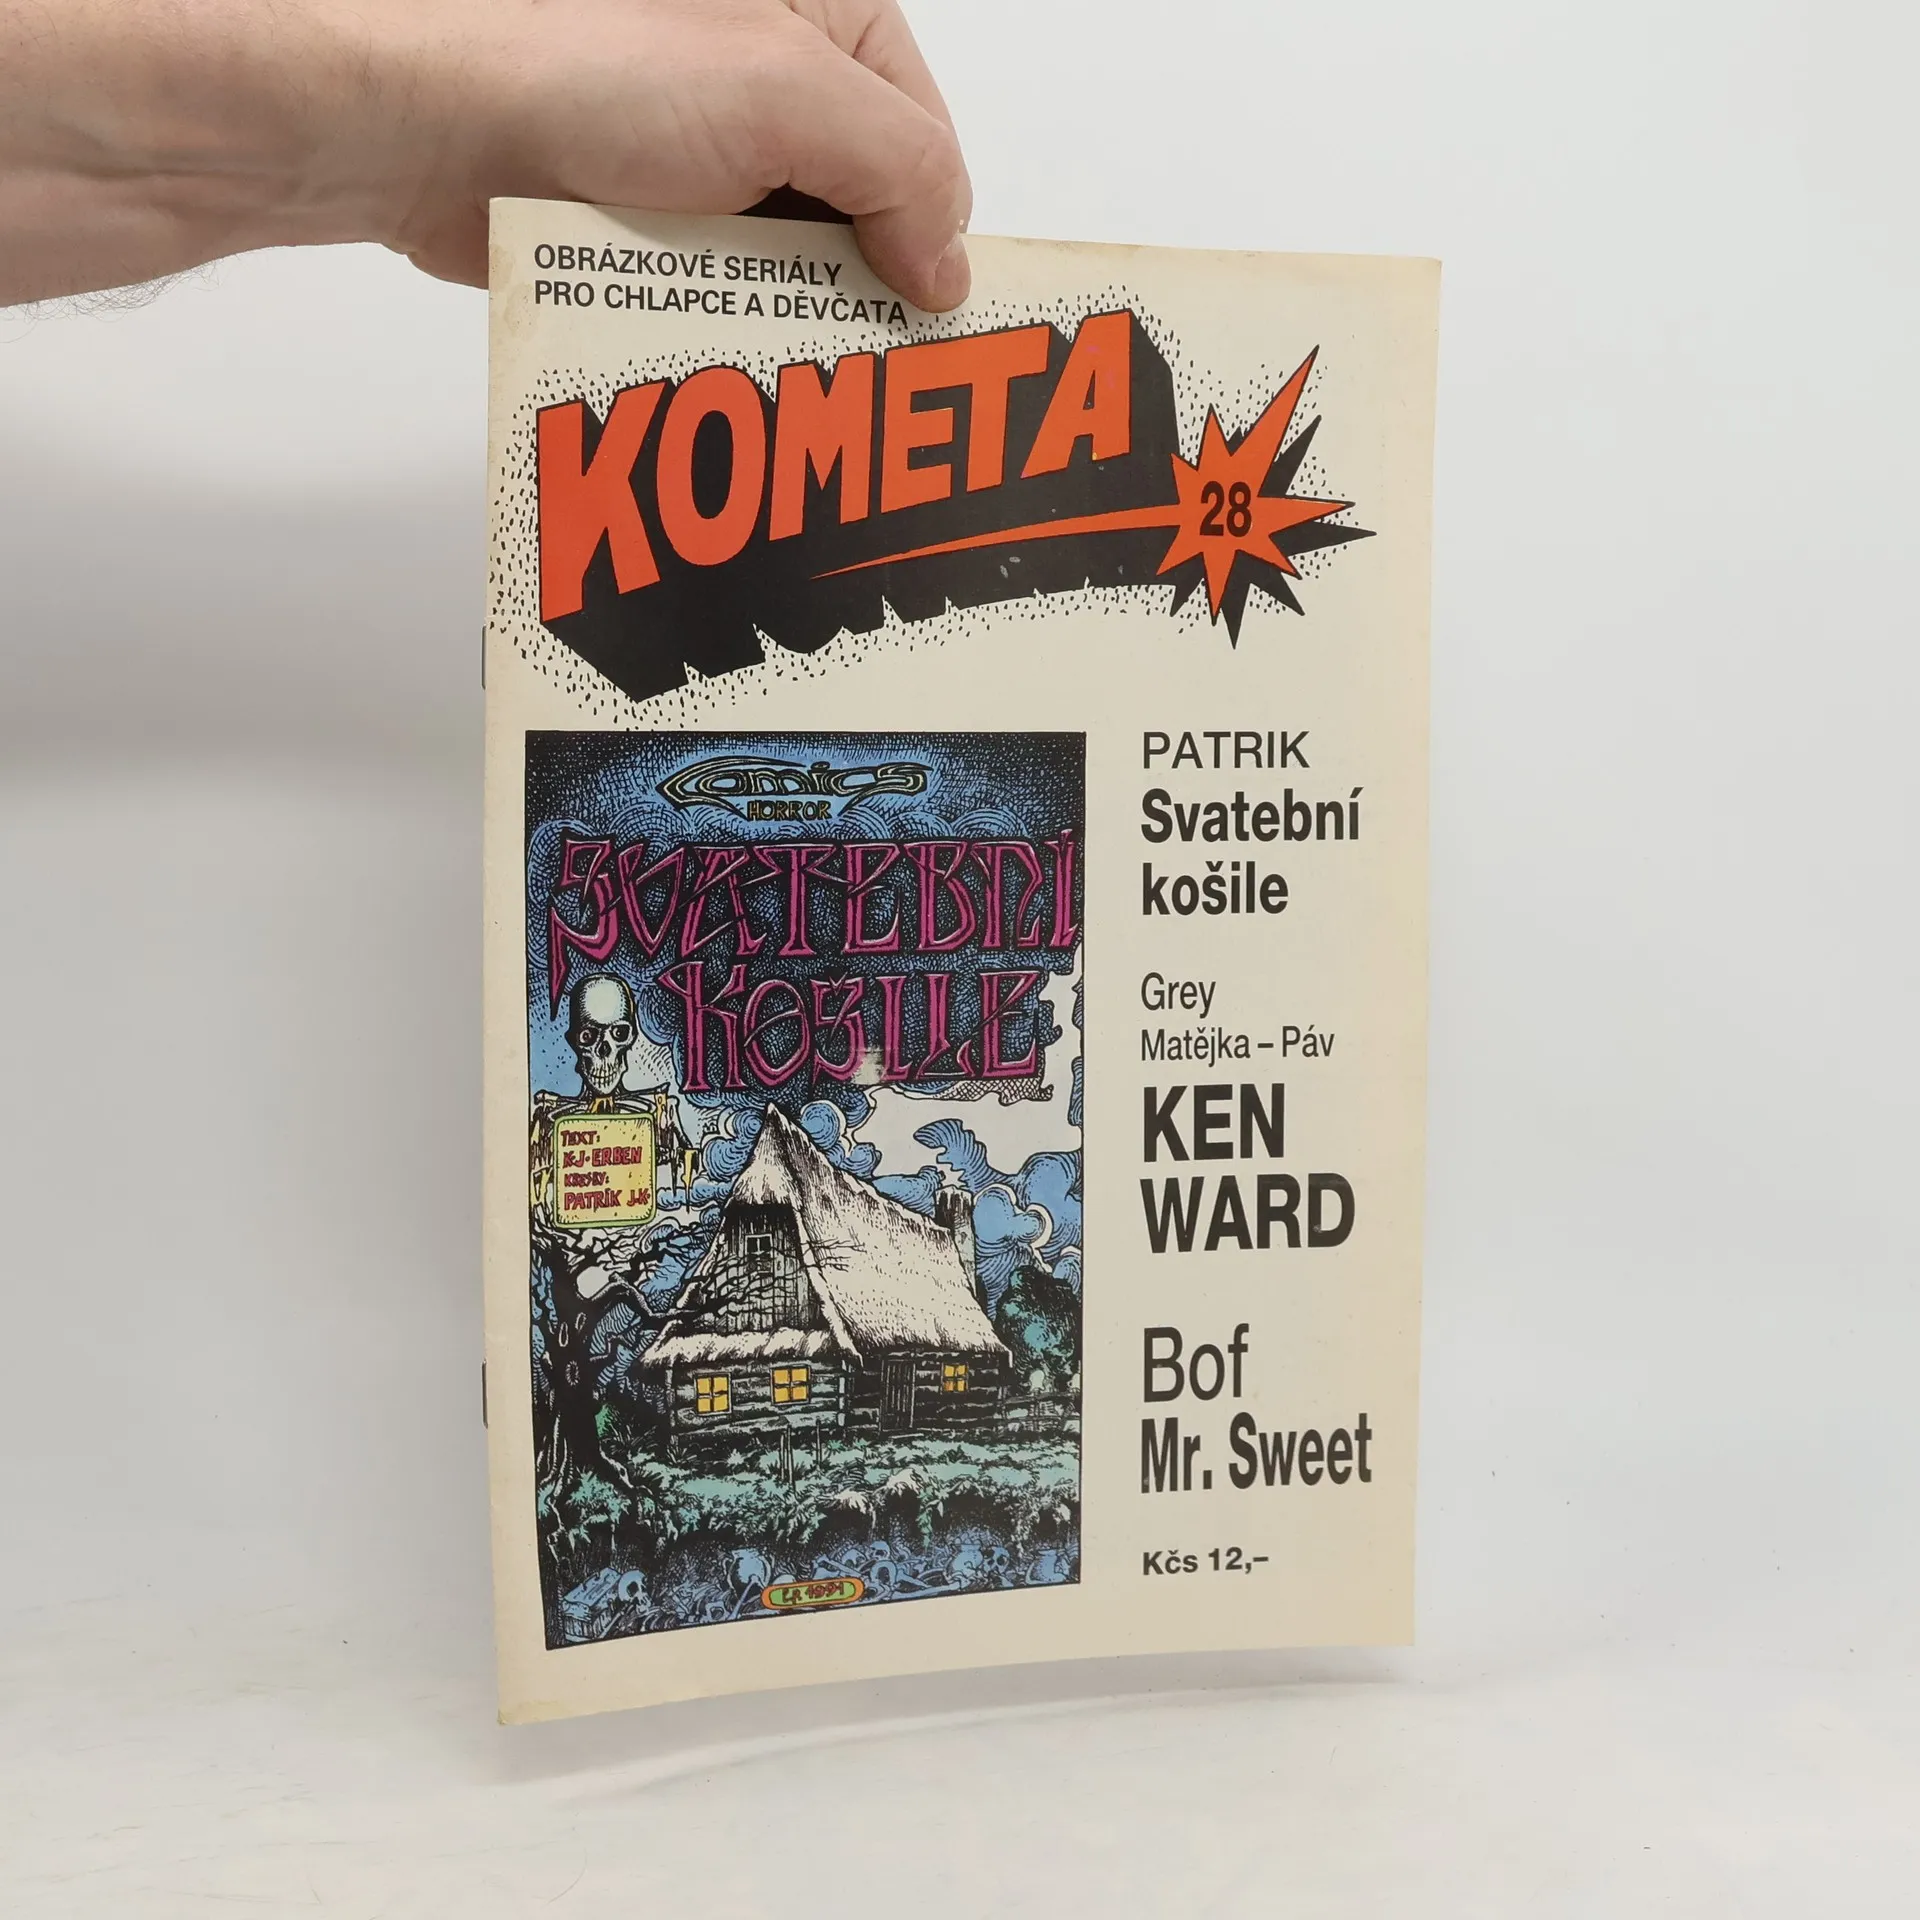 OBRÁZKOVÉ SERIÁLY
PRO CHLAPCE A DĚVČATA
KOMETA
28
Comics
HORROR
SVATEBNÍ
KOŠILE
TEXT:
K·J·ERBEN
KRESBY:
PATRIK J.K.
1991
PATRIK
Svatební
košile
Grey
Matějka – Páv
KEN
WARD
Bof
Mr. Sweet
Kčs 12,–